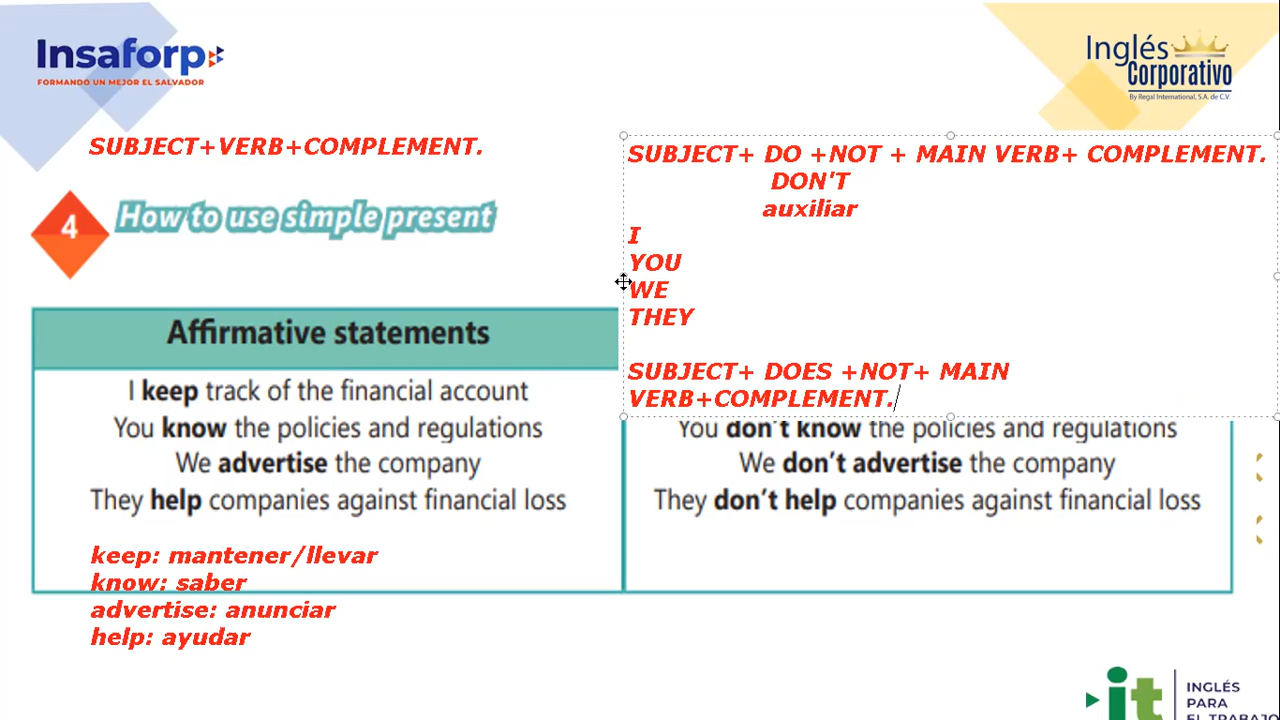 Insaforp
FORMANDO UN MEJOR EL SALVADOR
Inglés
Corporativo
By Regal International, S.A. de C.V.
SUBJECT+VERB+COMPLEMENT.
4
How to use simple present
SUBJECT+ DO +NOT + MAIN VERB+ COMPLEMENT.
DON'T
auxiliar
I
YOU
WE
THEY
SUBJECT+ DOES +NOT+ MAIN
VERB+COMPLEMENT.
Affirmative statements
I keep track of the financial account
You know the policies and regulations
We advertise the company
They help companies against financial loss
You don't know the policies and regulations
We don't advertise the company
They don't help companies against financial loss
keep: mantener/llevar
know: saber
advertise: anunciar
help: ayudar
it
INGLÉS
PARA
EL TRABAJO